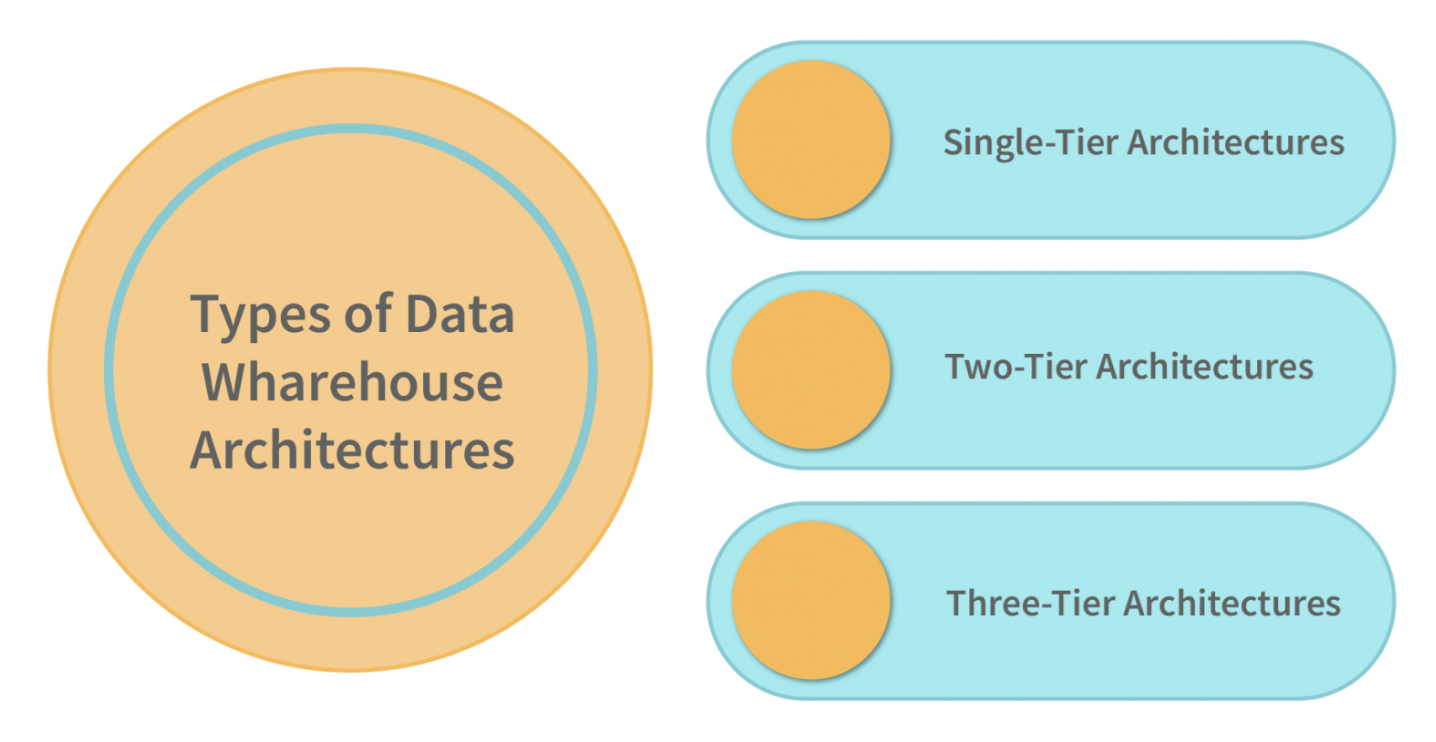 Types of Data
Wharehouse
Architectures
Single-Tier Architectures
Two-Tier Architectures
Three-Tier Architectures